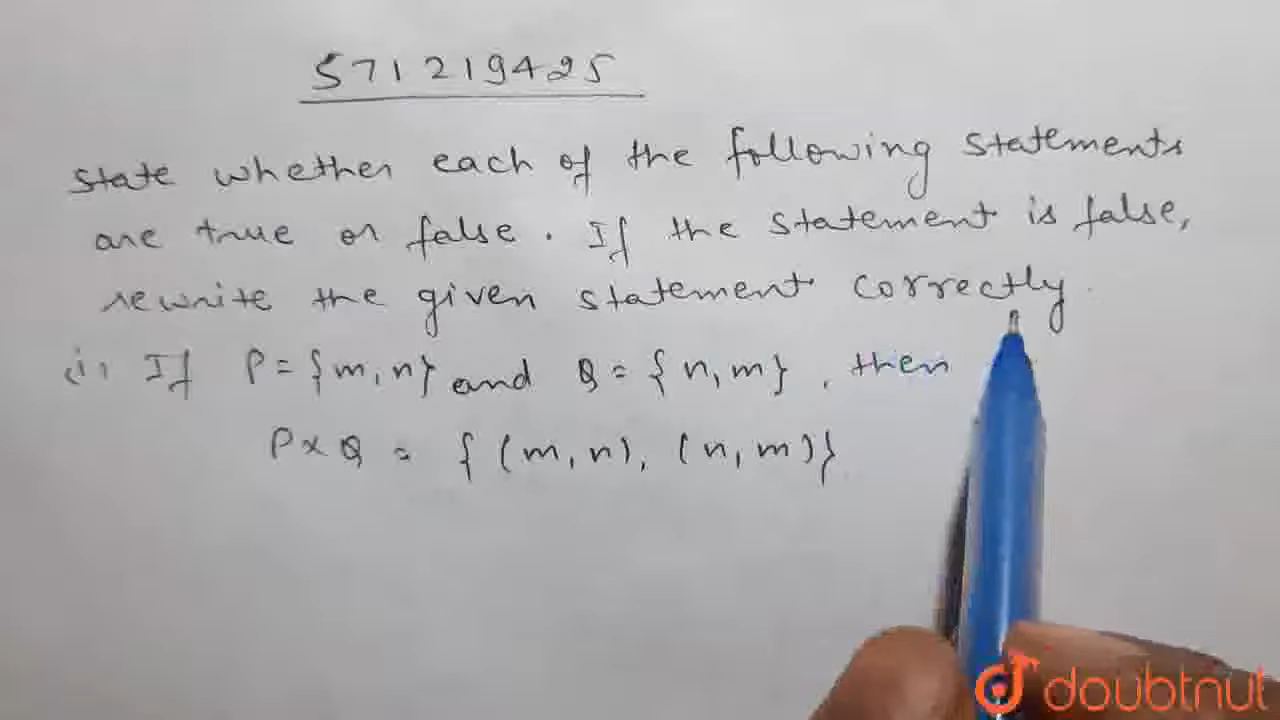 571219425
State whether each of the following statements
are true or false. If the statement is false,
rewrite the given statement correctly.
(i) If P = {m, n} and Q = {n, m}, then
P × Q = {(m, n), (n, m)}
doubtnut